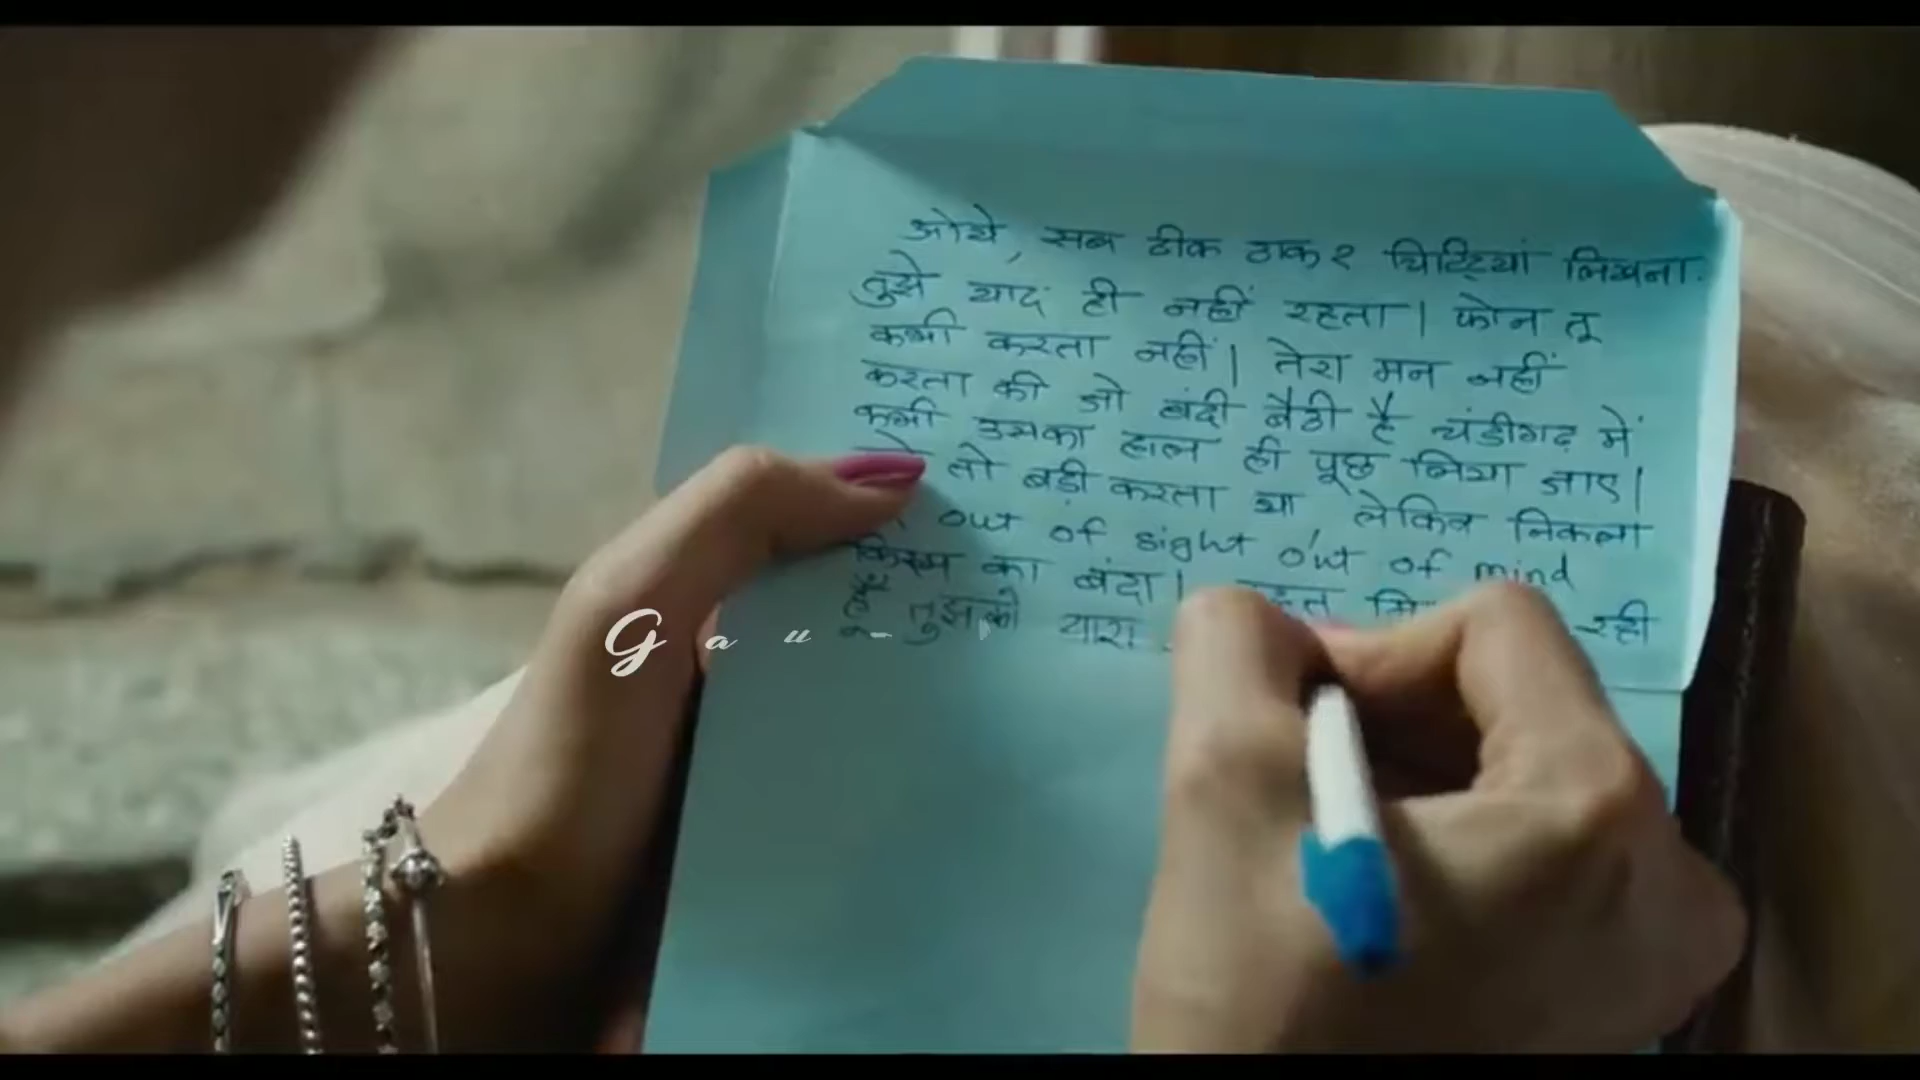 ओये, सब ठीक ठाक? चिट्ठियां लिखना
तुझे याद ही नहीं रहता। फोन तू
कभी करता नहीं। तेरा मन नहीं
करता की जो बंदी बैठी है चंडीगढ़ में
कभी उसका हाल ही पूछ लिया जाए।
तो बड़ी करता था लेकिन निकला
out of sight out of mind
किस्म का बंदा।
तुझको यारा रही
G a u